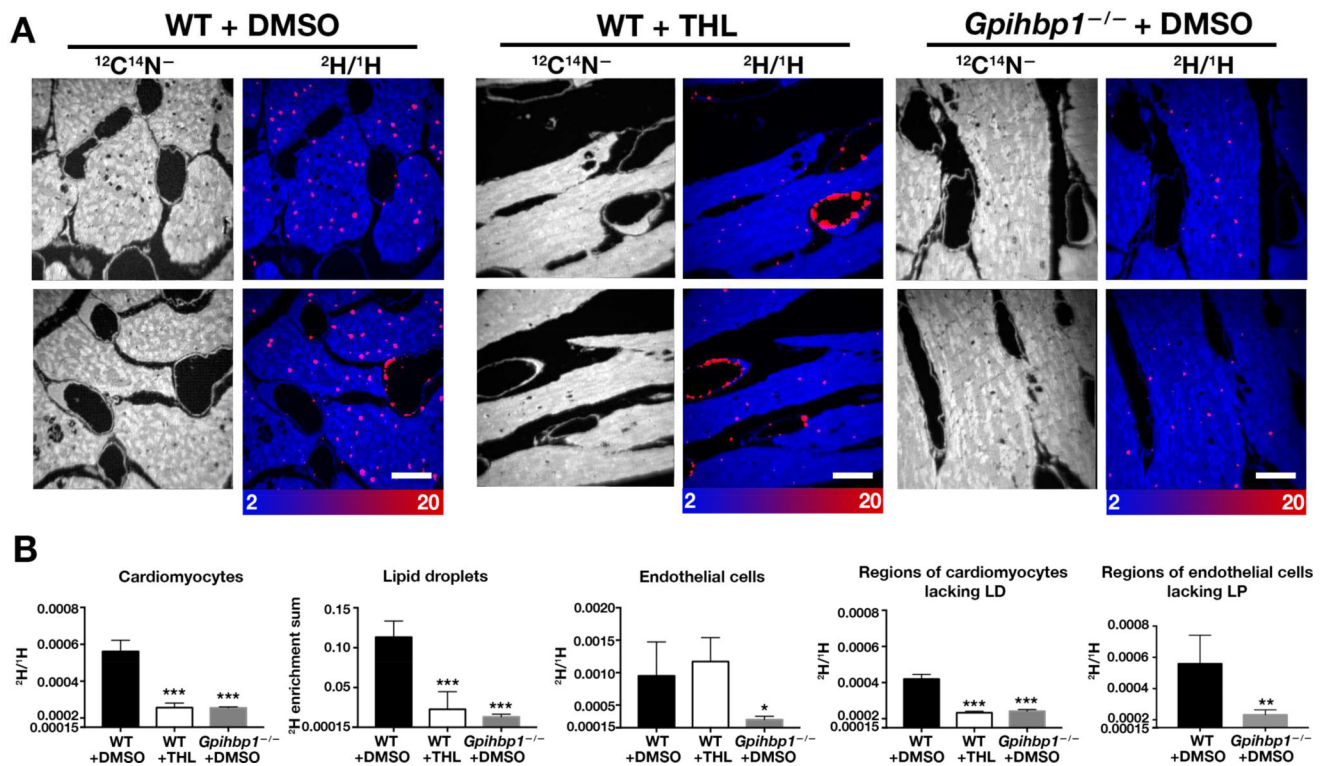 A
WT + DMSO
WT + THL
Gpihbp1−/− + DMSO
12C14N−
2H/1H
12C14N−
2H/1H
12C14N−
2H/1H
2 20
2 20
2 20
B
Cardiomyocytes
2H/1H
0.0008
0.0006
0.0004
0.0002
0.00015
***
***
WT +DMSO
WT +THL
Gpihbp1−/− +DMSO
Lipid droplets
2H enrichment sum
0.15
0.10
0.05
0.00015
***
***
WT +DMSO
WT +THL
Gpihbp1−/− +DMSO
Endothelial cells
2H/1H
0.0020
0.0015
0.0010
0.0005
0.00015
*
WT +DMSO
WT +THL
Gpihbp1−/− +DMSO
Regions of cardiomyocytes
lacking LD
2H/1H
0.0008
0.0006
0.0004
0.0002
0.00015
***
***
WT +DMSO
WT +THL
Gpihbp1−/− +DMSO
Regions of endothelial cells
lacking LP
2H/1H
0.0008
0.0006
0.0004
0.0002
0.00015
**
WT +DMSO
Gpihbp1−/− +DMSO